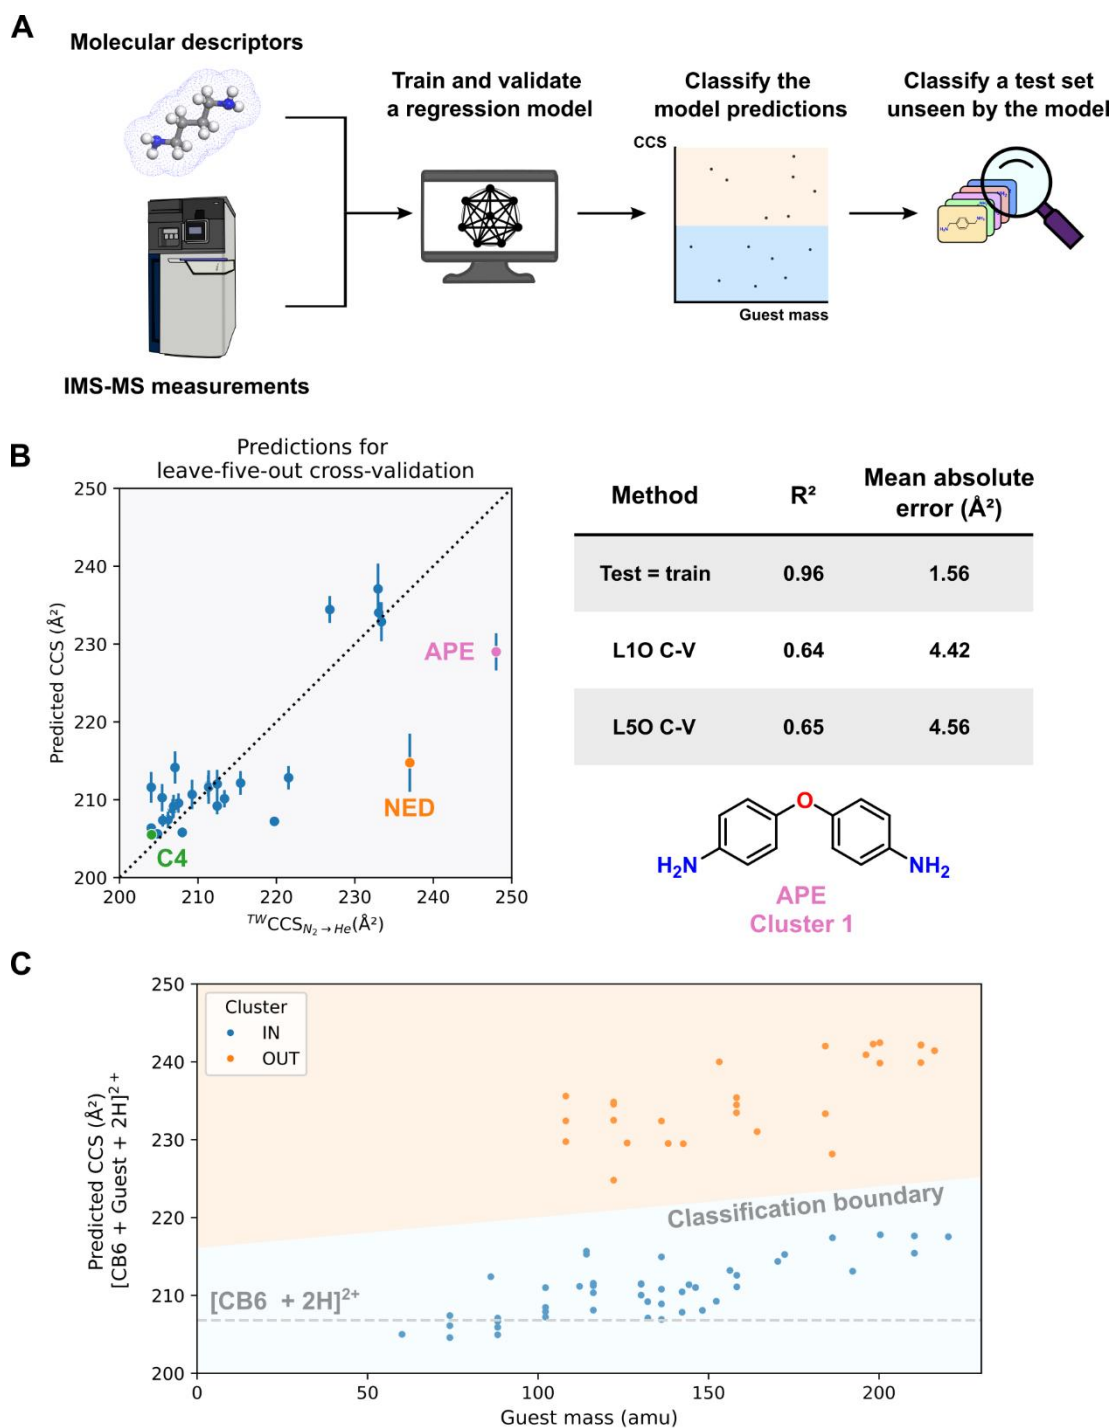 A
Molecular descriptors
IMS-MS measurements
Train and validate
a regression model
Classify the
model predictions
CCS
Guest mass
Classify a test set
unseen by the model
B
Predictions for
leave-five-out cross-validation
Predicted CCS (Å²)
250
240
230
220
210
200
APE
NED
C4
200 210 220 230 240 250
TWCCS_N₂→He(Å²)
Method R² Mean absolute
error (Å²)
Test = train 0.96 1.56
L1O C-V 0.64 4.42
L5O C-V 0.65 4.56
O
H₂N NH₂
APE
Cluster 1
C
Predicted CCS (Å²)
[CB6 + Guest + 2H]²⁺
250
240
230
220
210
200
Cluster
IN
OUT
Classification boundary
[CB6 + 2H]²⁺
0 50 100 150 200
Guest mass (amu)